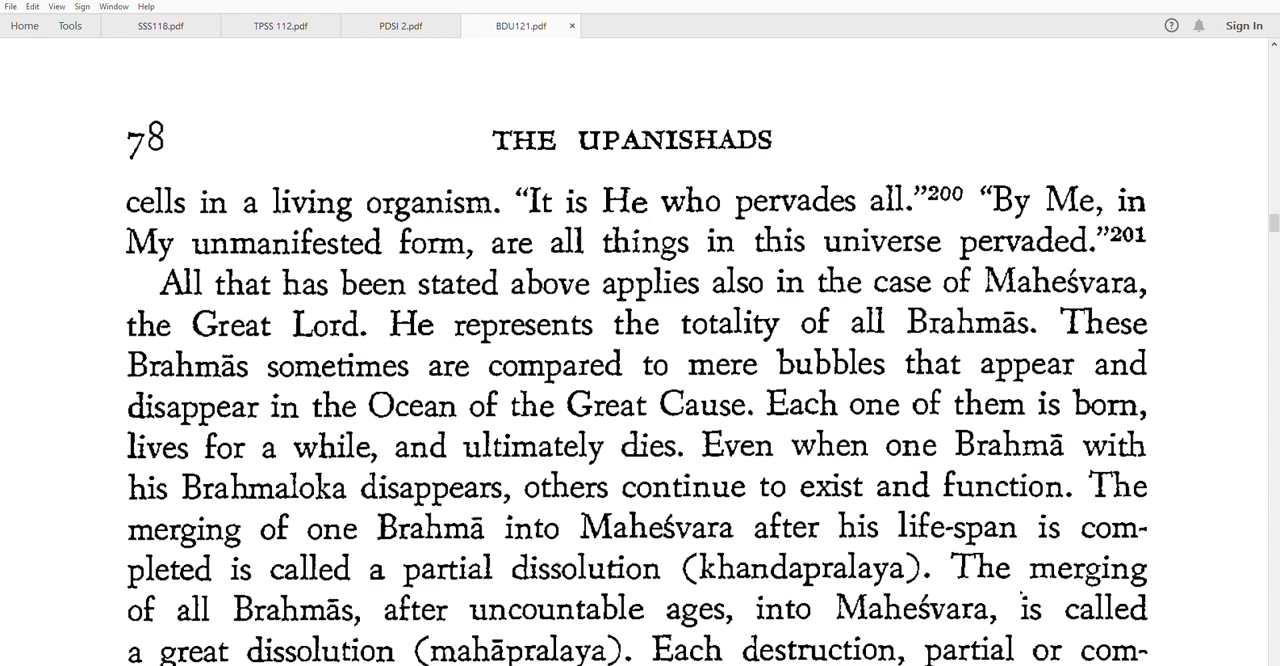 File Edit View Sign Window Help
Home Tools SSS118.pdf TPSS 112.pdf PDSI 2.pdf BDU121.pdf × ? Sign In
78 THE UPANISHADS
cells in a living organism. “It is He who pervades all.”200 “By Me, in
My unmanifested form, are all things in this universe pervaded.”201
All that has been stated above applies also in the case of Maheśvara,
the Great Lord. He represents the totality of all Brahmās. These
Brahmās sometimes are compared to mere bubbles that appear and
disappear in the Ocean of the Great Cause. Each one of them is born,
lives for a while, and ultimately dies. Even when one Brahmā with
his Brahmaloka disappears, others continue to exist and function. The
merging of one Brahmā into Maheśvara after his life-span is com-
pleted is called a partial dissolution (khandapralaya). The merging
of all Brahmās, after uncountable ages, into Maheśvara, is called
a great dissolution (mahāpralaya). Each destruction, partial or com-